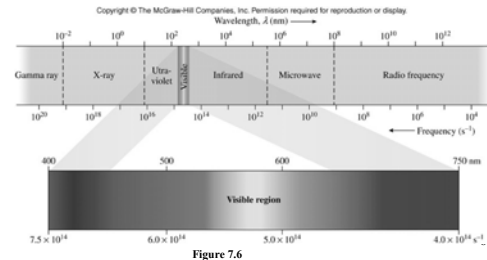 Copyright © The McGraw-Hill Companies, Inc. Permission required for reproduction or display.
Wavelength, λ (nm)
10⁻² 10⁰ 10² 10⁴ 10⁶ 10⁸ 10¹⁰ 10¹²
Gamma ray X-ray Utra-violet Visible Infrared Microwave Radio frequency
10²⁰ 10¹⁸ 10¹⁶ 10¹⁴ 10¹² 10¹⁰ 10⁸ 10⁶ 10⁴
Frequency (s⁻¹)
400 500 600 750 nm
Visible region
7.5 × 10¹⁴ 6.0 × 10¹⁴ 5.0 × 10¹⁴ 4.0 × 10¹⁴ s⁻¹
Figure 7.6